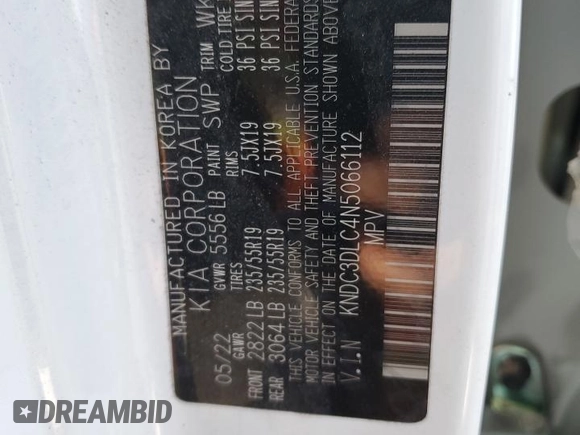 MANUFACTURED IN KOREA BY
KIA CORPORATION
05/22 GVWR 5556 LB PAINT SWP TRIM WK
GAWR TIRES RIMS COLD TIRE
FRONT 2822 LB 235/55R19 7.5JX19 36 PSI SIN
REAR 3064 LB 235/55R19 7.5JX19 36 PSI SIN
THIS VEHICLE CONFORMS TO ALL APPLICABLE U.S.A. FEDERA
MOTOR VEHICLE SAFETY AND THEFT PREVENTION STANDARDS
IN EFFECT ON THE DATE OF MANUFACTURE SHOWN ABOVE
V.I.N KNDC3DLC4N5066112
MPV
DREAMBID